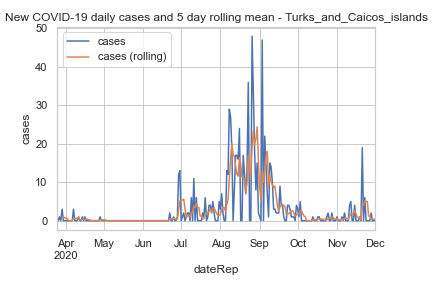 New COVID-19 daily cases and 5 day rolling mean - Turks_and_Caicos_islands
cases
cases (rolling)
50
40
30
20
10
0
cases
Apr May Jun Jul Aug Sep Oct Nov Dec
2020
dateRep